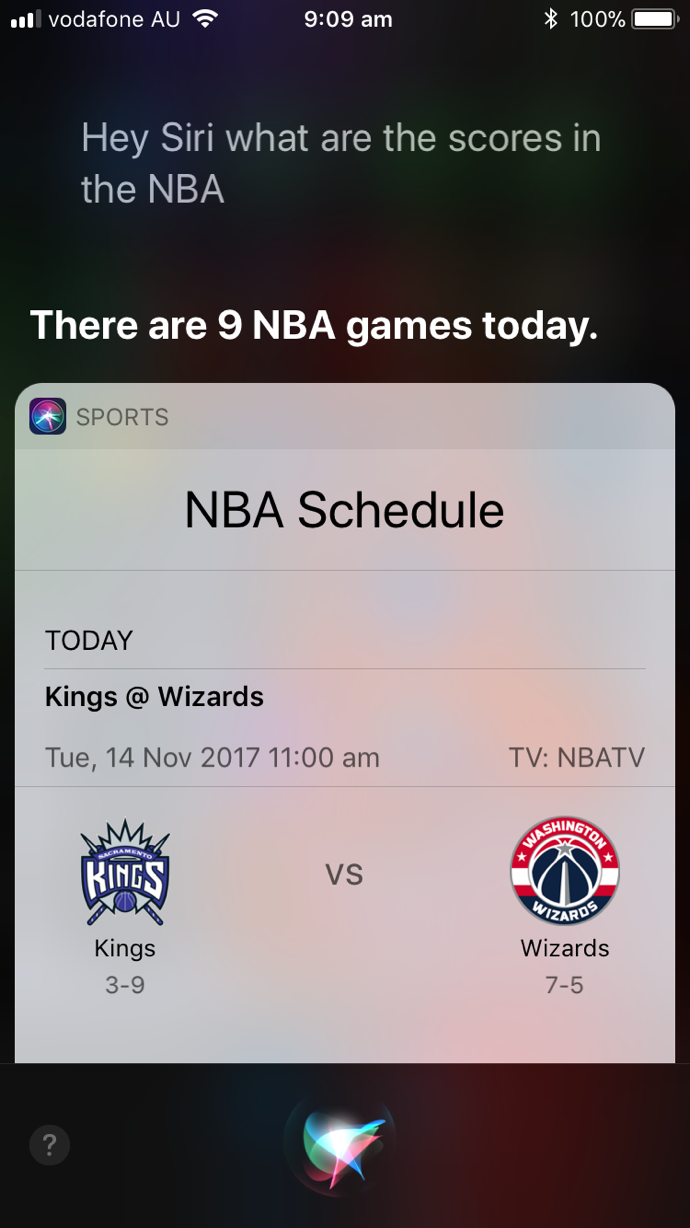 vodafone AU 9:09 am 100%
Hey Siri what are the scores in
the NBA
There are 9 NBA games today.
SPORTS
NBA Schedule
TODAY
Kings @ Wizards
Tue, 14 Nov 2017 11:00 am TV: NBATV
SACRAMENTO
KINGS
vs
WASHINGTON
WIZARDS
Kings Wizards
3-9 7-5
?